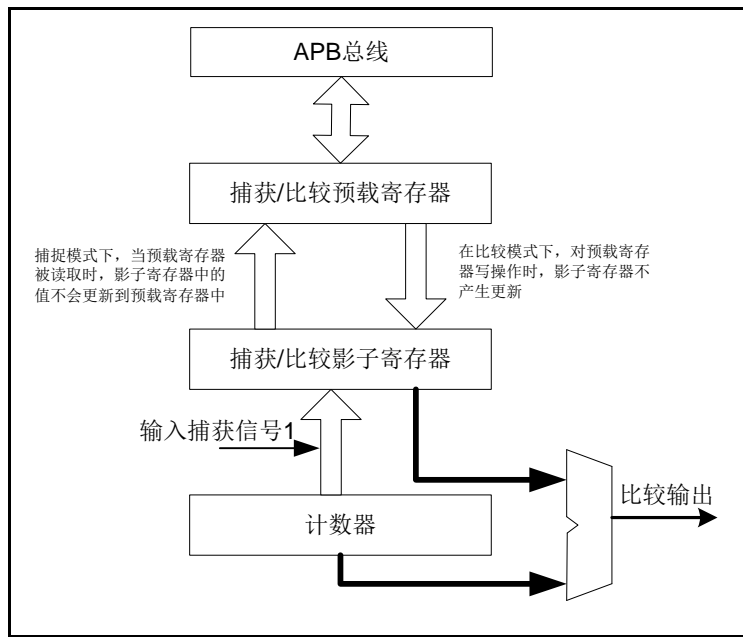 APB总线
捕获/比较预载寄存器
捕捉模式下，当预载寄存器
被读取时，影子寄存器中的
值不会更新到预载寄存器中
在比较模式下，对预载寄存
器写操作时，影子寄存器不
产生更新
捕获/比较影子寄存器
输入捕获信号1
计数器
比较输出